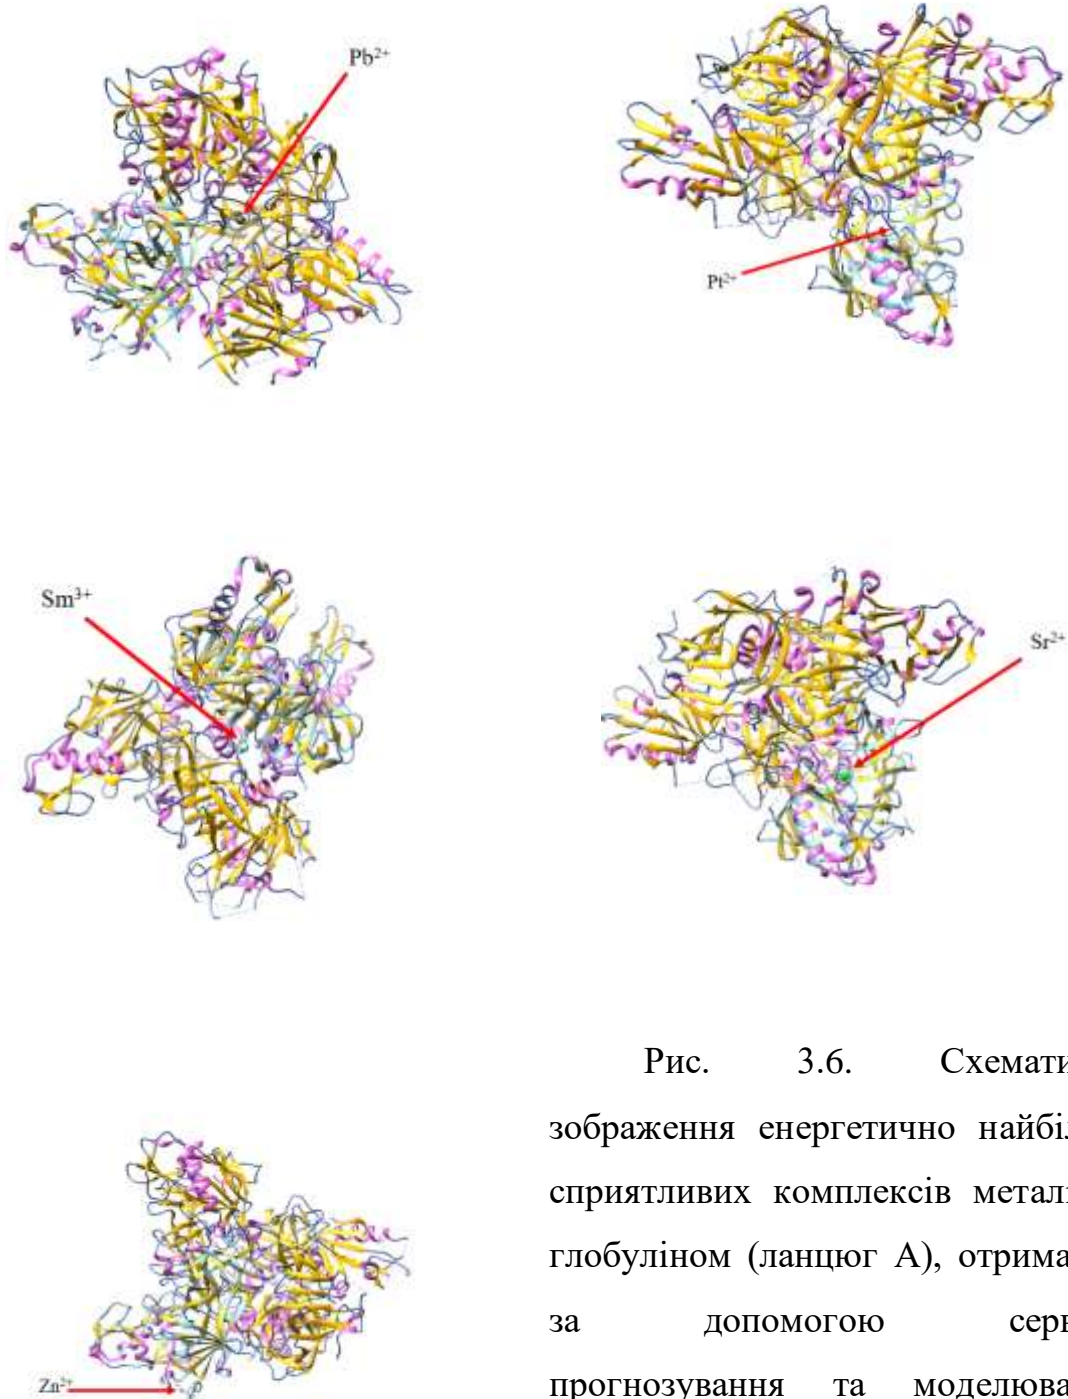 Pb²⁺
Pt²⁺
Sm³⁺
Sr²⁺
Рис. 3.6. Схемати
зображення енергетично найбіл
сприятливих комплексів метал
глобуліном (ланцюг А), отрима
за допомогою серв
прогнозування та моделюва
Zn²⁺